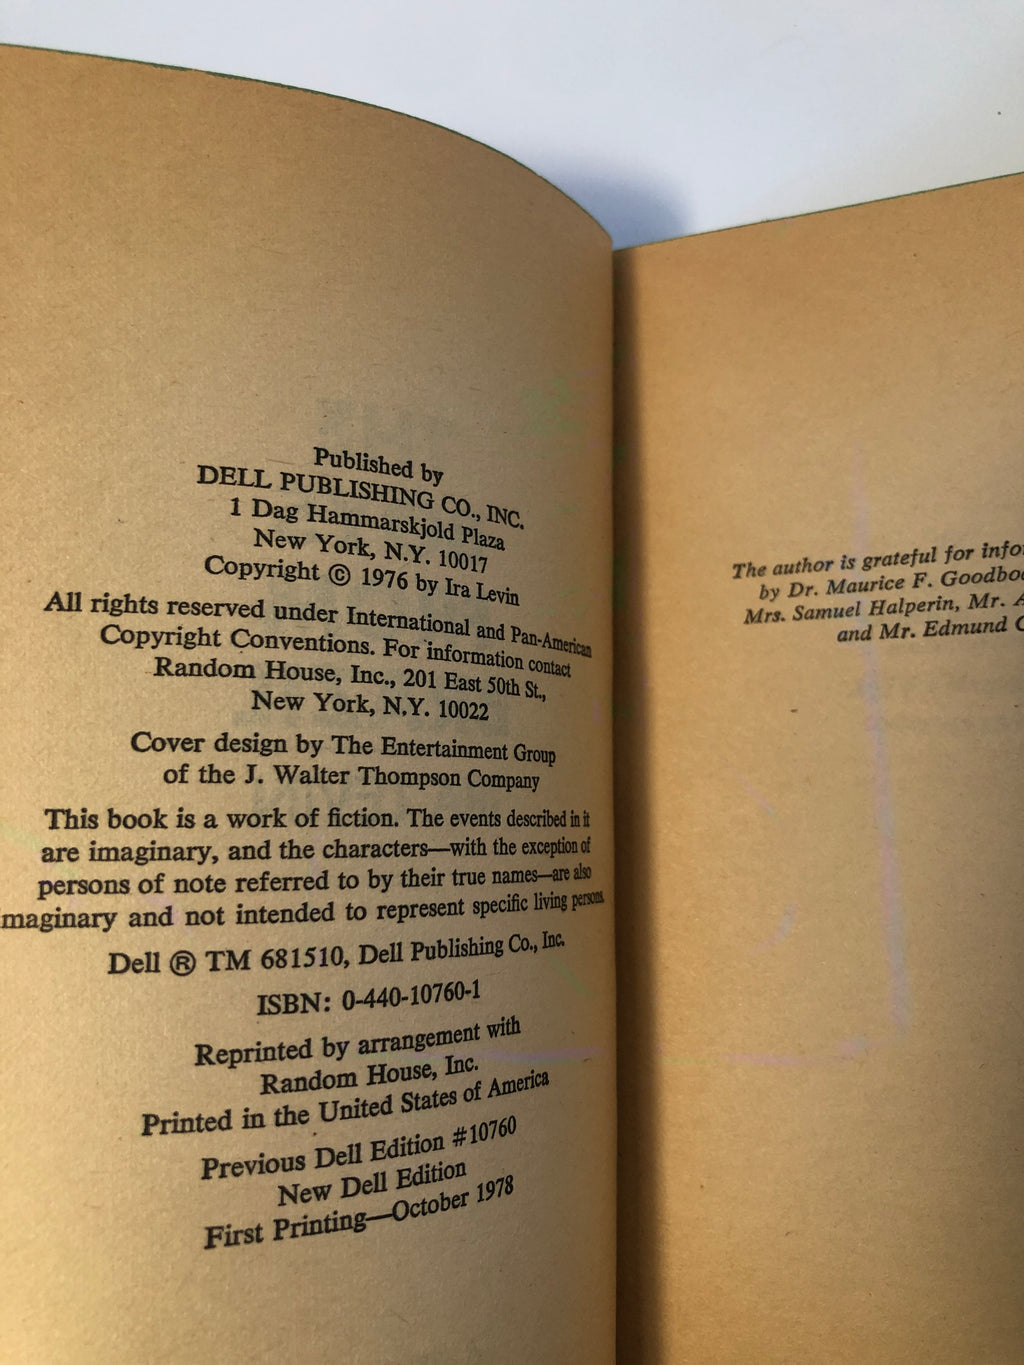 Published by
DELL PUBLISHING CO., INC.
1 Dag Hammarskjold Plaza
New York, N.Y. 10017
Copyright © 1976 by Ira Levin
All rights reserved under International and Pan-American
Copyright Conventions. For information contact
Random House, Inc., 201 East 50th St.,
New York, N.Y. 10022
Cover design by The Entertainment Group
of the J. Walter Thompson Company
This book is a work of fiction. The events described in it
are imaginary, and the characters—with the exception of
persons of note referred to by their true names—are also
maginary and not intended to represent specific living persons.
Dell ® TM 681510, Dell Publishing Co., Inc.
ISBN: 0-440-10760-1
Reprinted by arrangement with
Random House, Inc.
Printed in the United States of America
Previous Dell Edition #10760
New Dell Edition
First Printing—October 1978
The author is grateful for
by Dr. Maurice F.
Mrs. Samuel Halperin, Mr.
and Mr. Edmund